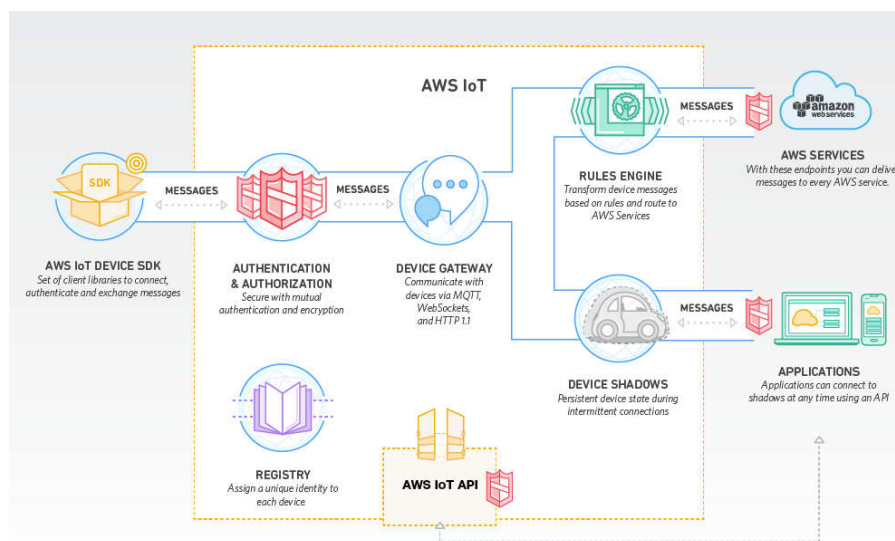 AWS IoT
SDK
MESSAGES
MESSAGES
AWS IoT DEVICE SDK
Set of client libraries to connect,
authenticate and exchange messages
AUTHENTICATION
& AUTHORIZATION
Secure with mutual
authentication and encryption
DEVICE GATEWAY
Communicate with
devices via MQTT,
WebSockets,
and HTTP 1.1
RULES ENGINE
Transform device messages
based on rules and route to
AWS Services
MESSAGES
amazon
webservices
AWS SERVICES
With these endpoints you can delive
messages to every AWS service.
DEVICE SHADOWS
Persistent device state during
intermittent connections
MESSAGES
APPLICATIONS
Applications can connect to
shadows at any time using an API
REGISTRY
Assign a unique identity to
each device
AWS IoT API